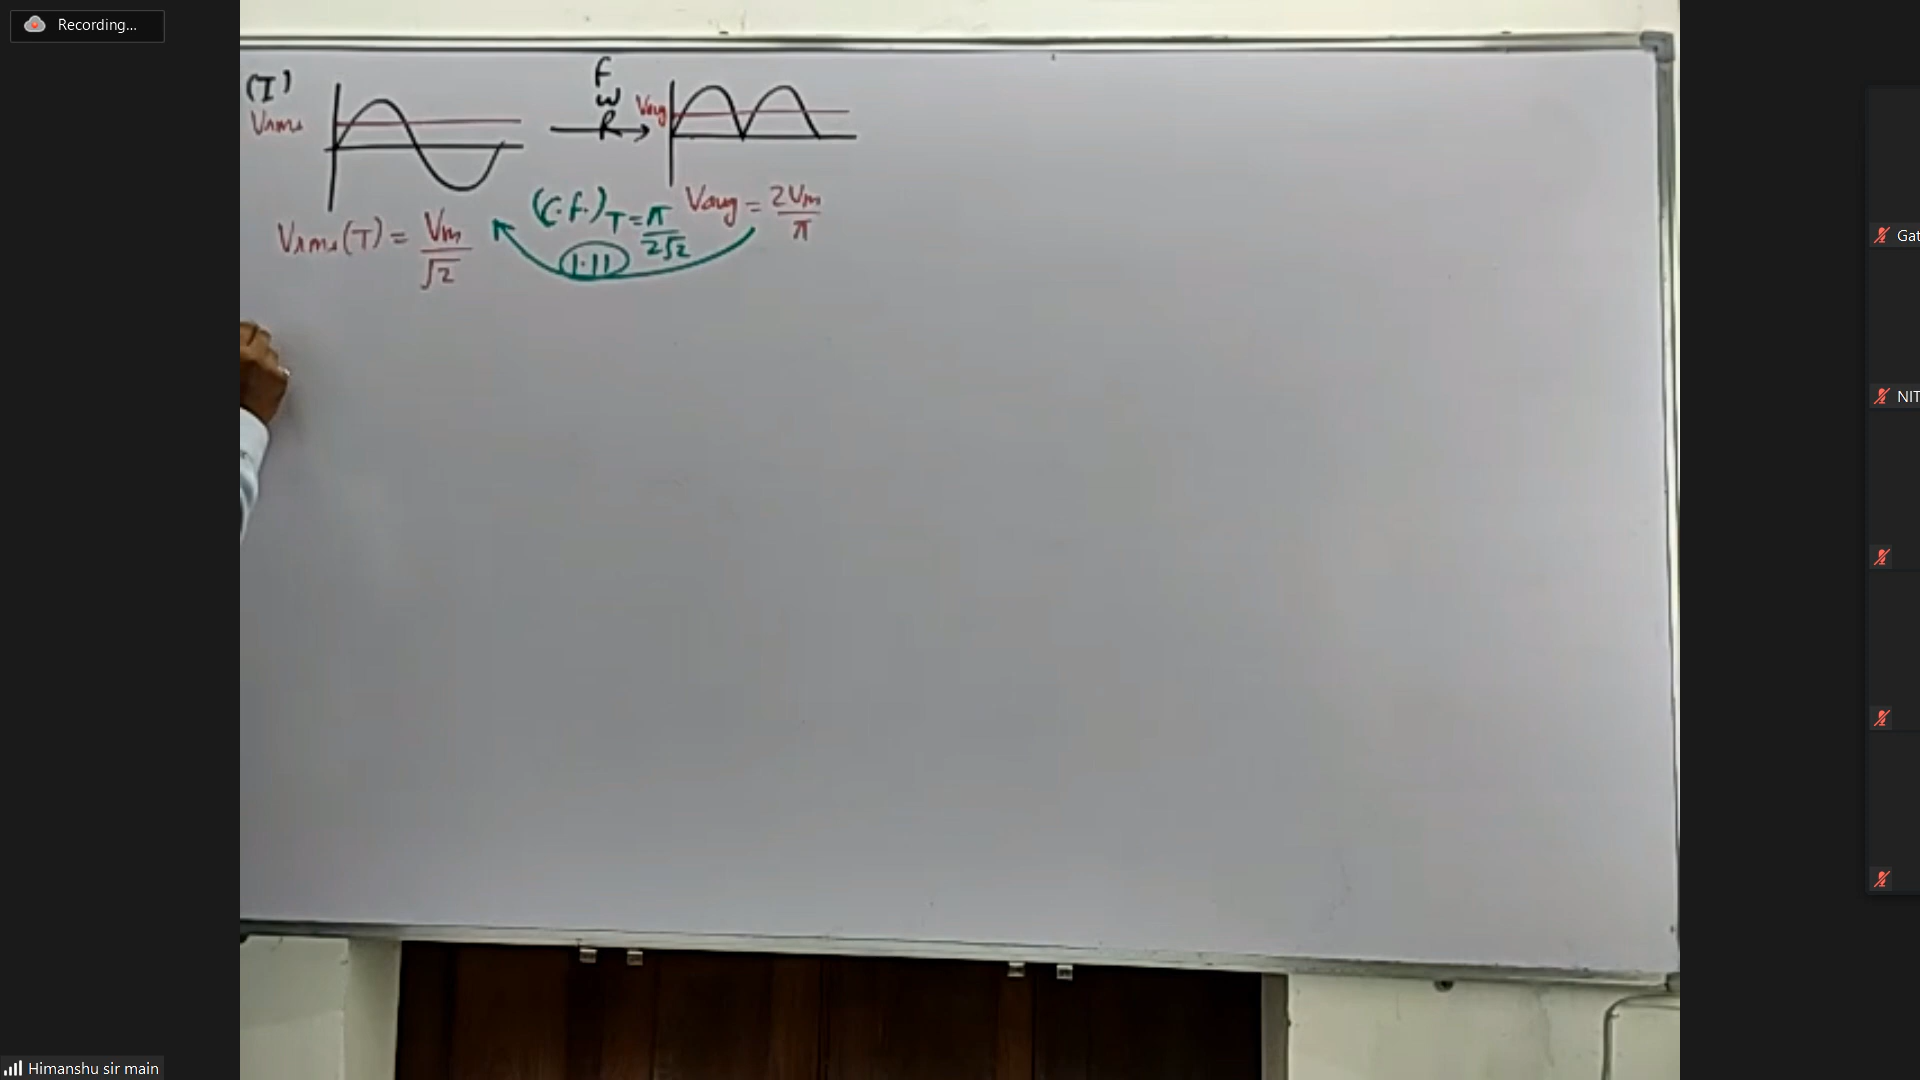 Recording...
(T)
Vrms
F
W
R
Vavg
Vrms(T) = Vm/√2
(C.F.)T = π/2√2
1.11
Vavg = 2Vm/π
Gat
NIT
Himanshu sir main